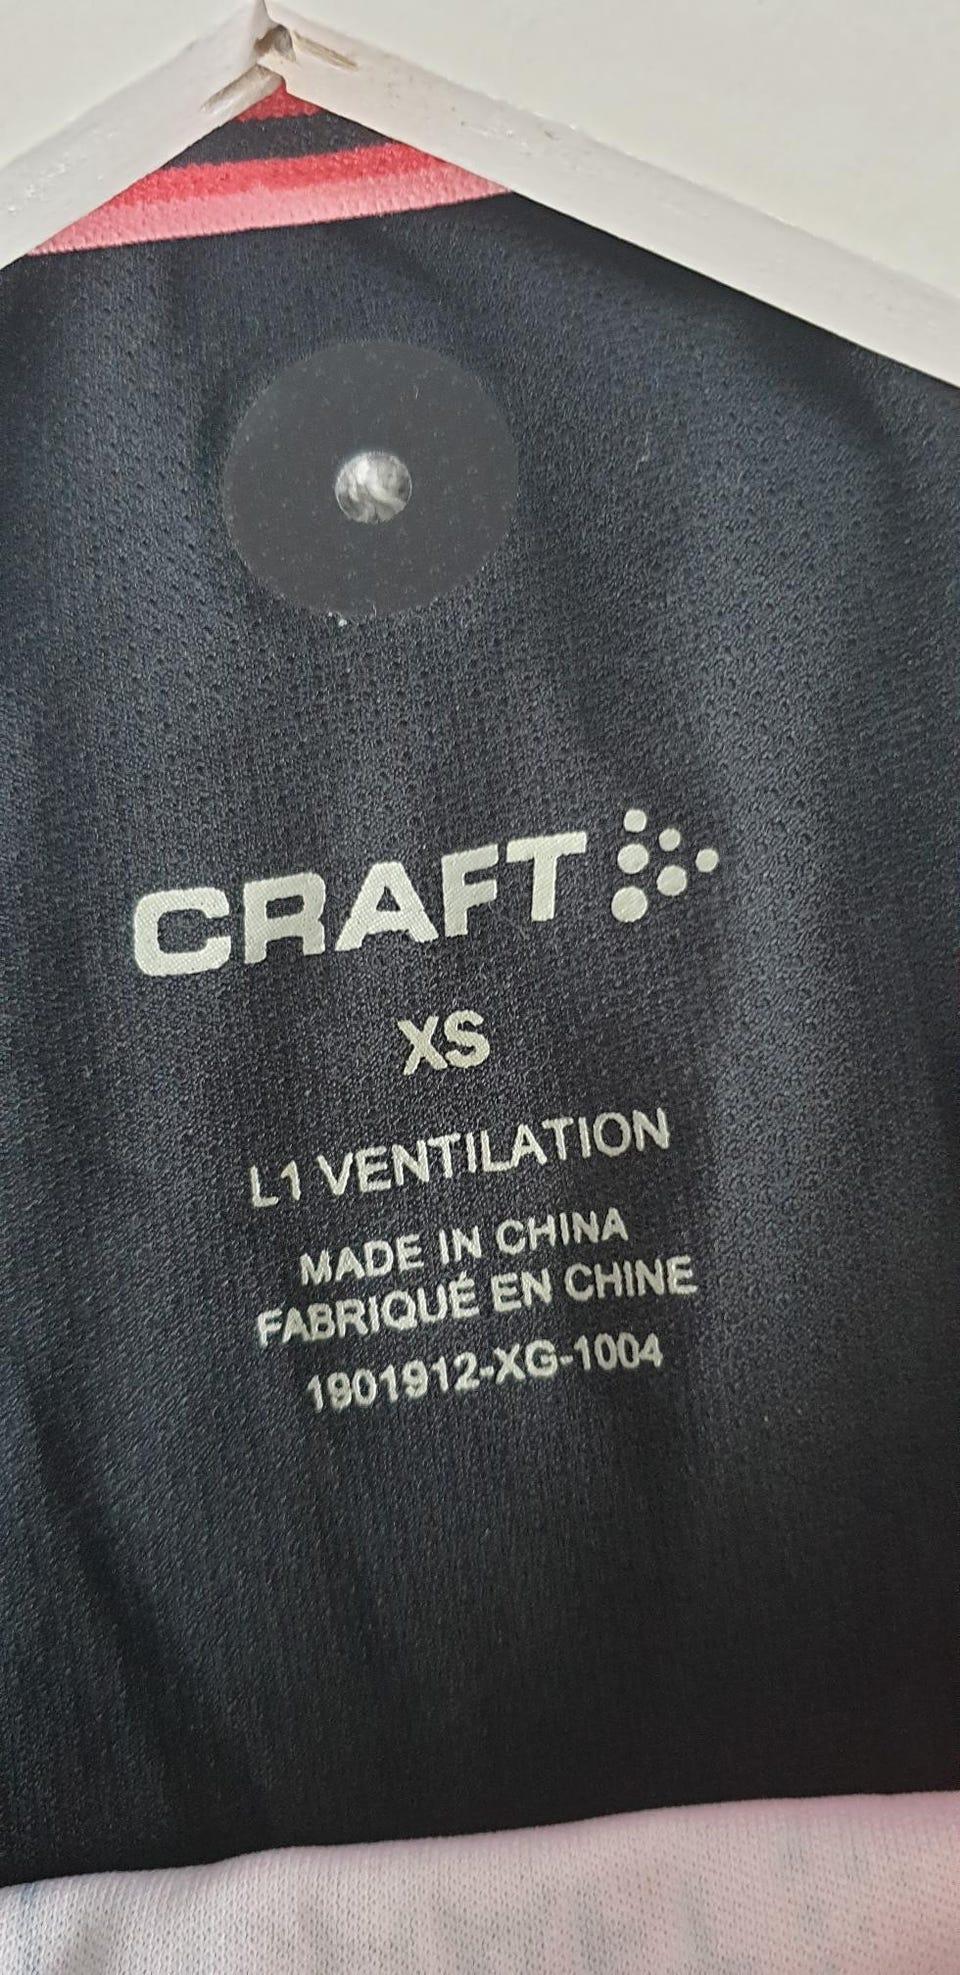 CRAFT
XS
L1 VENTILATION
MADE IN CHINA
FABRIQUÉ EN CHINE
1901912-XG-1004